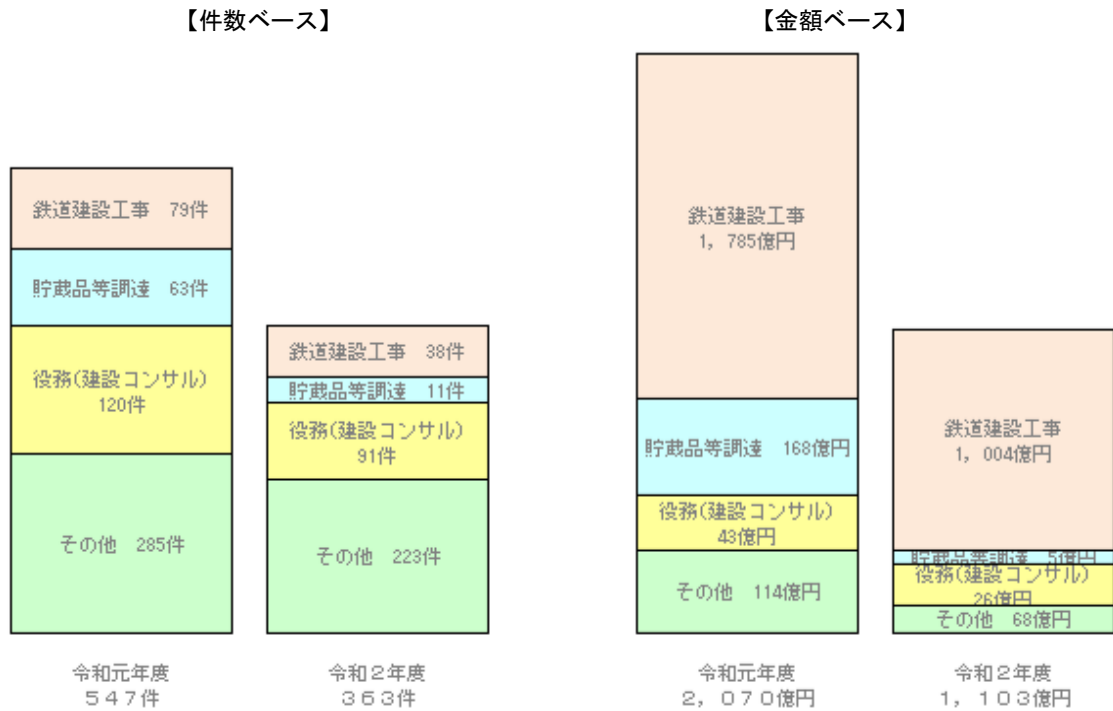 【件数ベース】
【金額ベース】
鉄道建設工事 79件
貯蔵品等調達 63件
役務(建設コンサル)
120件
その他 285件
鉄道建設工事 38件
貯蔵品等調達 11件
役務(建設コンサル)
91件
その他 223件
鉄道建設工事
1，785億円
貯蔵品等調達 168億円
役務(建設コンサル)
43億円
その他 114億円
鉄道建設工事
1，004億円
貯蔵品等調達 5億円
役務(建設コンサル)
26億円
その他 68億円
令和元年度
５４７件
令和２年度
３６３件
令和元年度
２，０７０億円
令和２年度
１，１０３億円